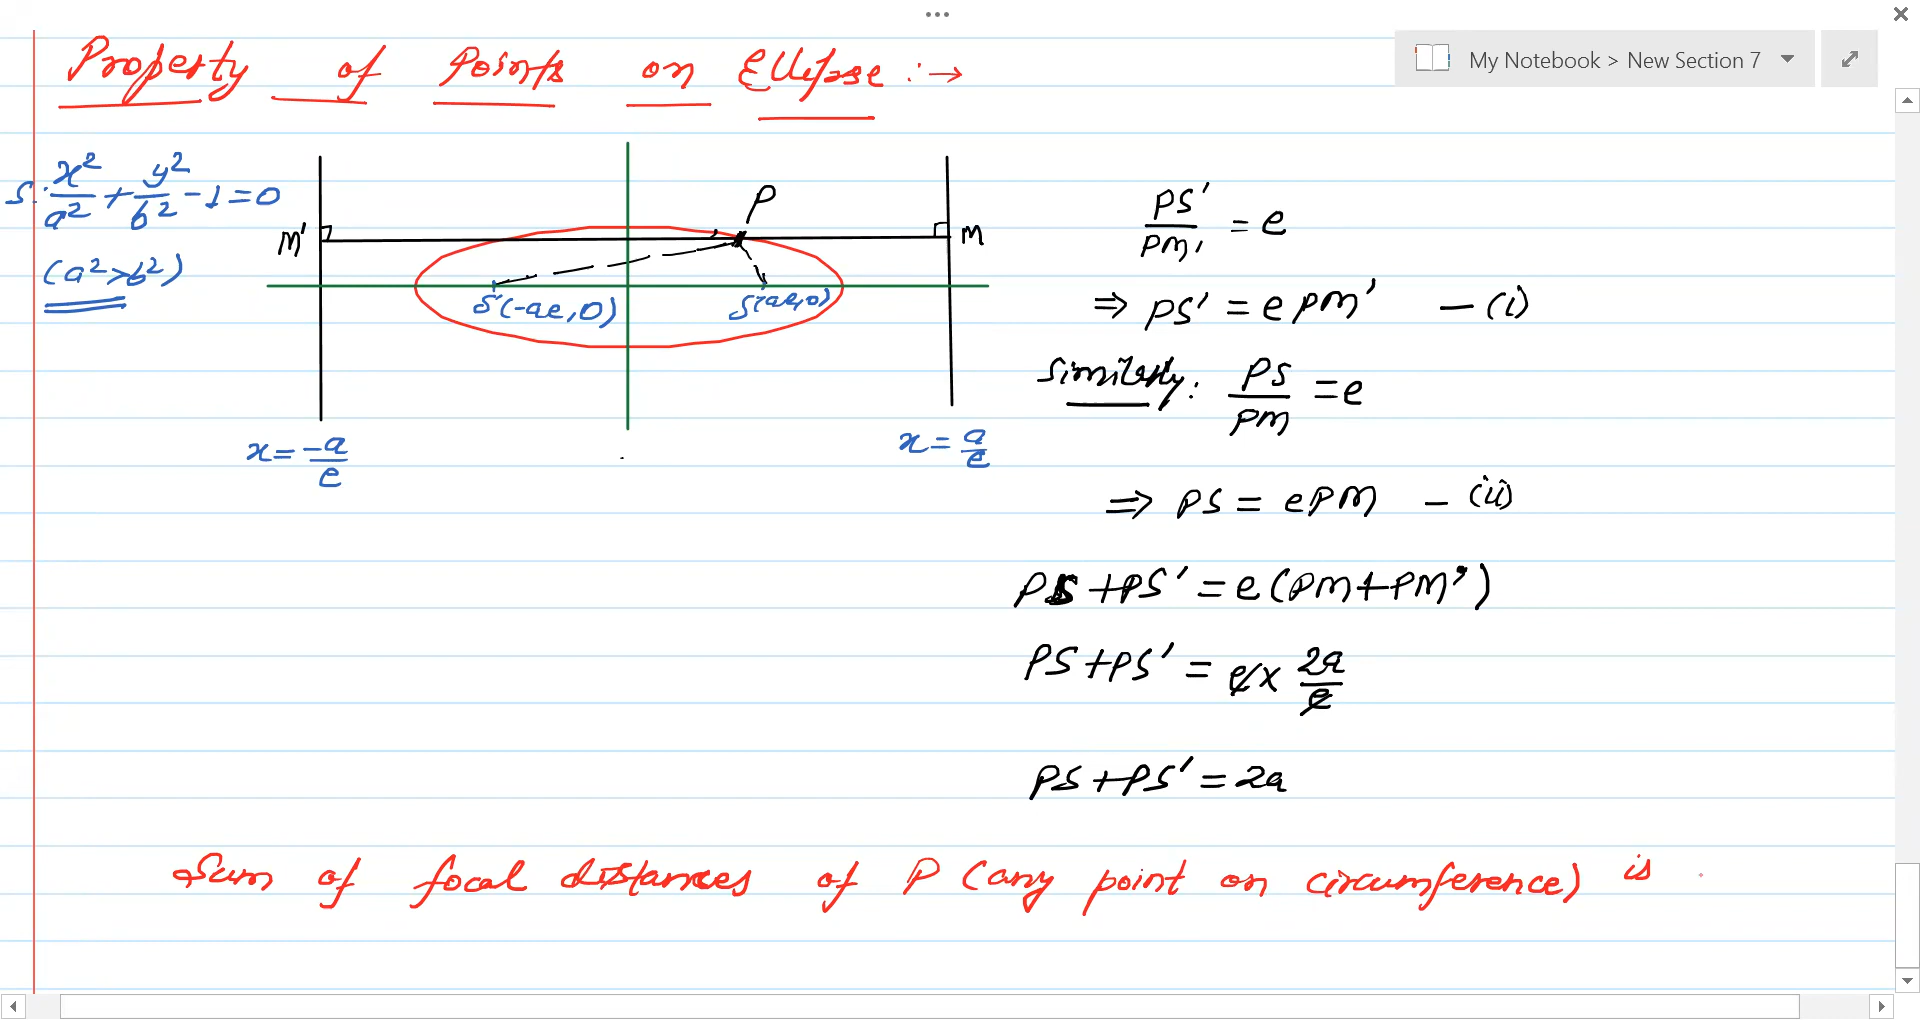 Property of Points on Ellipse :→
My Notebook > New Section 7
S: x²/a² + y²/b² - 1 = 0
(a² > b²)
P
M'
M
S'(-ae, 0)
S(ae, 0)
x = -a/e
x = a/e
PS'/PM' = e
⇒ PS' = e PM' - (i)
Similarly: PS/PM = e
⇒ PS = e PM - (ii)
PS + PS' = e (PM + PM')
PS + PS' = e × 2a/e
PS + PS' = 2a
Sum of focal distances of P (any point on circumference) is